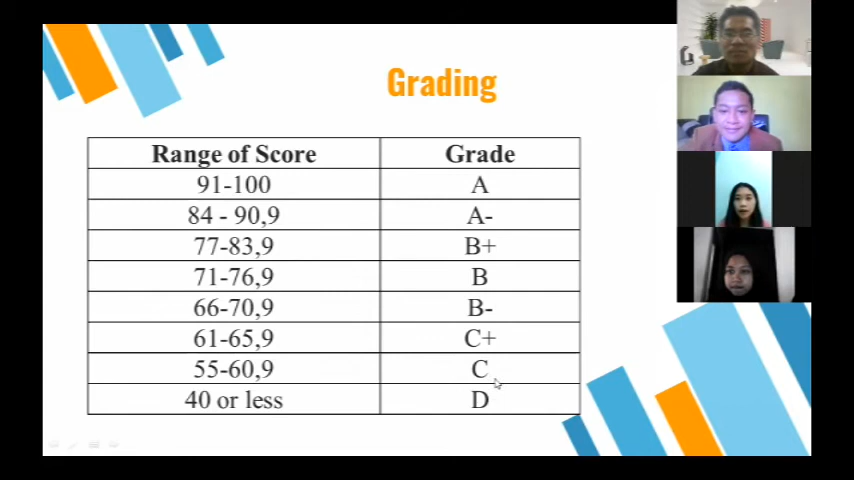 Grading
Range of Score Grade
91-100 A
84 - 90,9 A-
77-83,9 B+
71-76,9 B
66-70,9 B-
61-65,9 C+
55-60,9 C
40 or less D